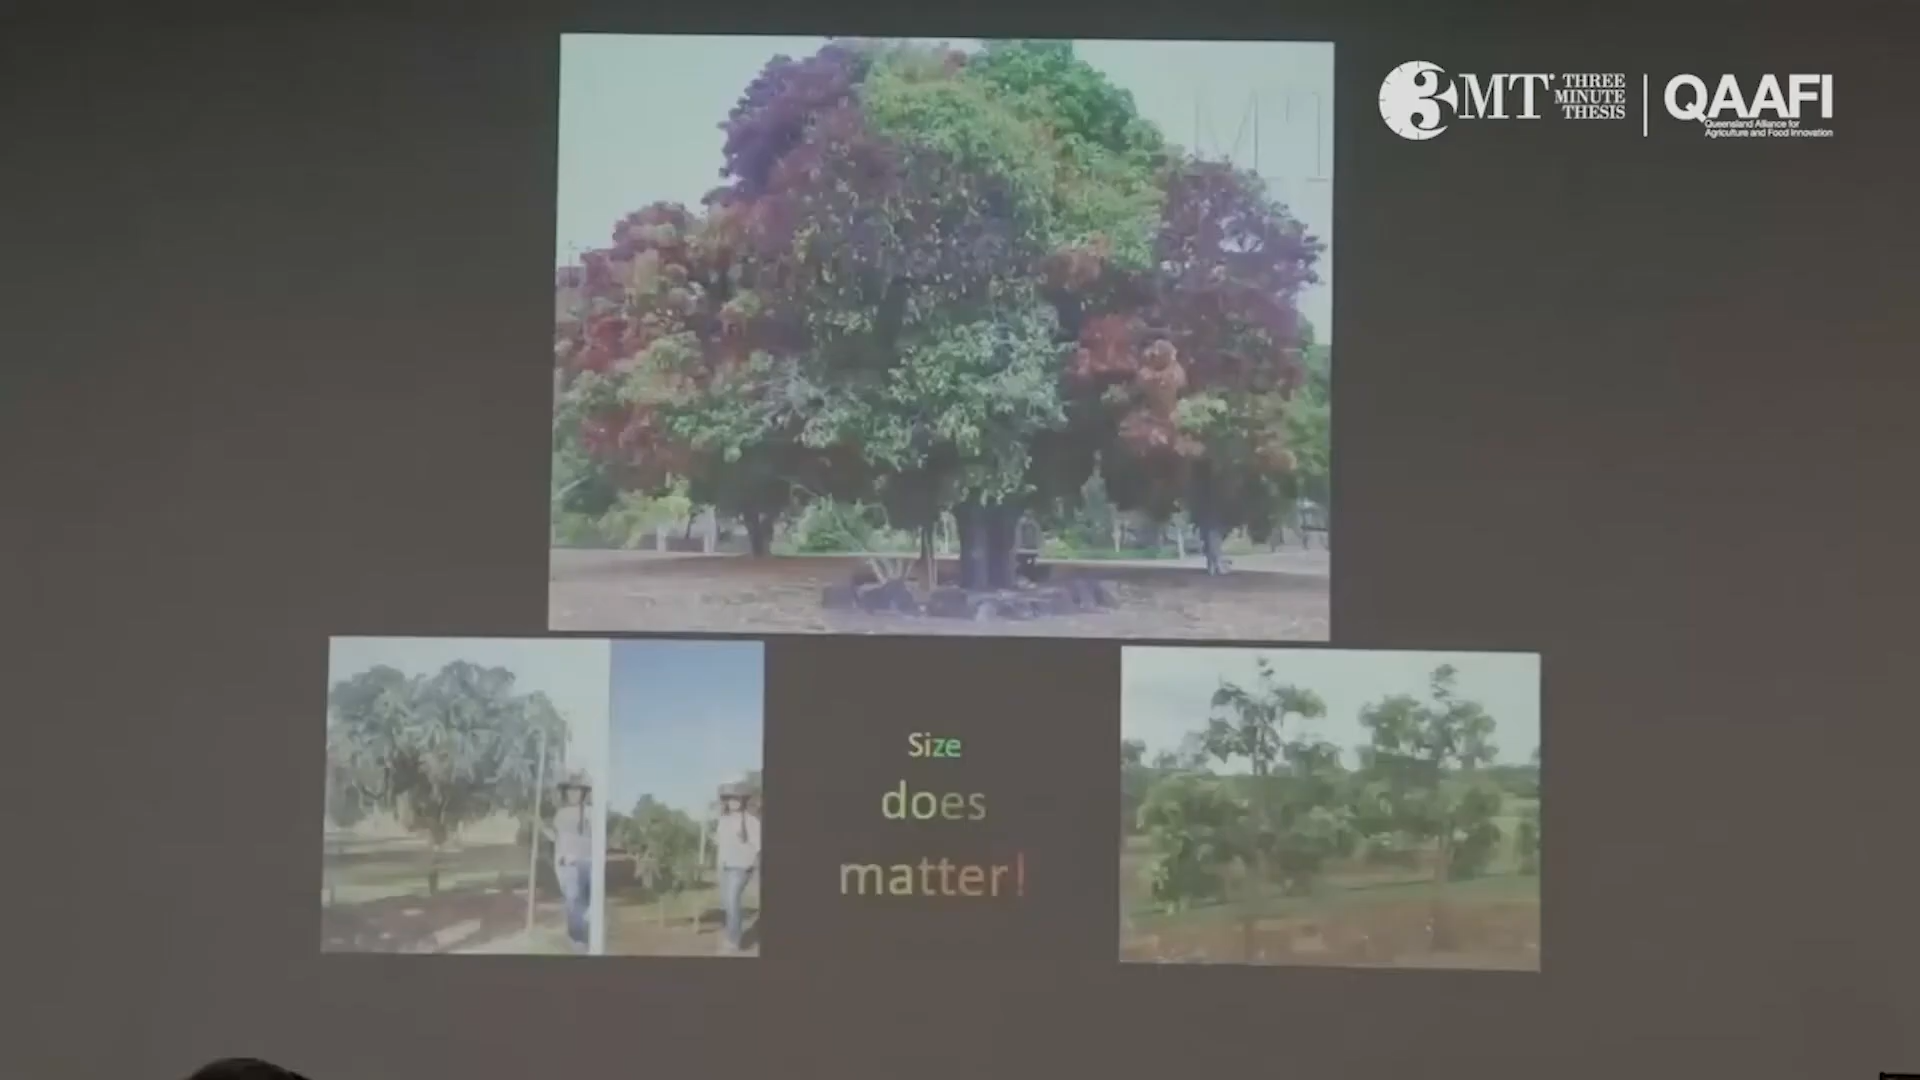 3MT THREE
MINUTE
THESIS
QAAFI
Queensland Alliance for
Agriculture and Food Innovation
Size
does
matter!